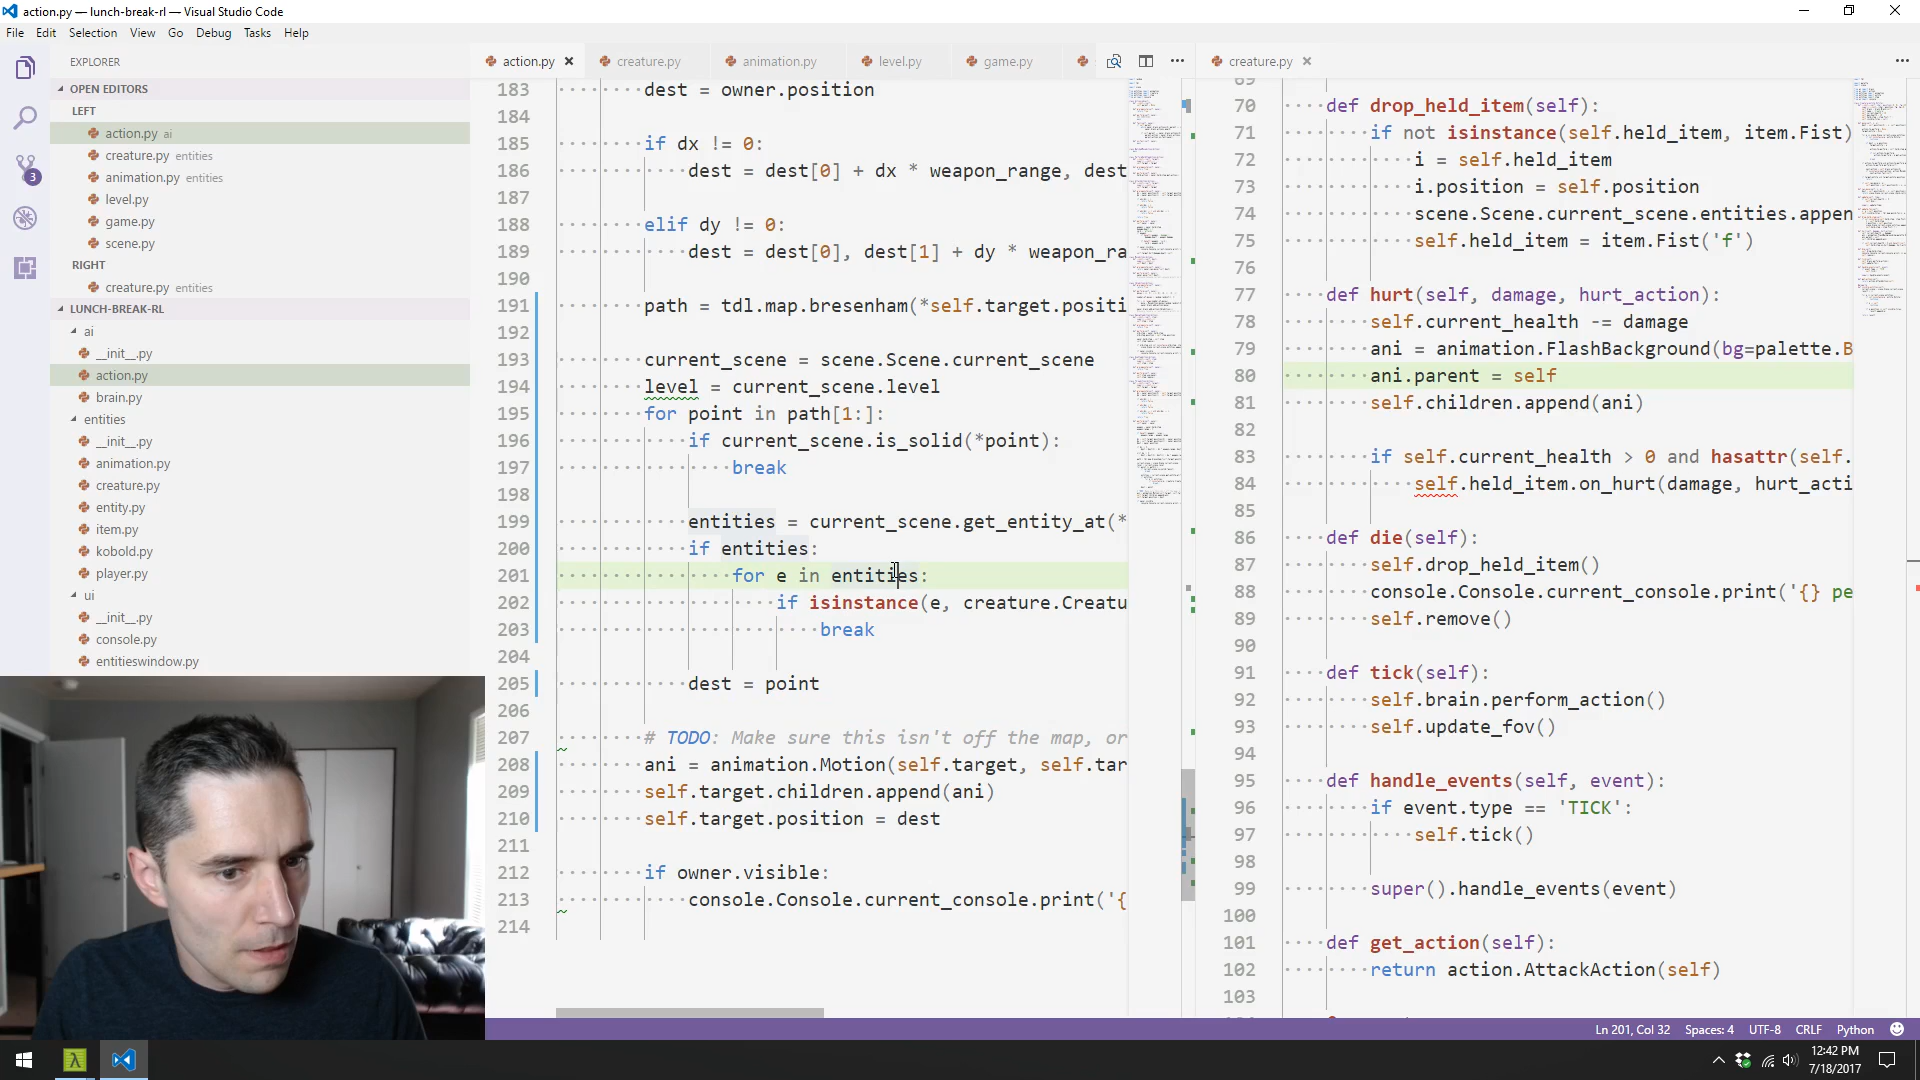 action.py — lunch-break-rl — Visual Studio Code
File Edit Selection View Go Debug Tasks Help
EXPLORER
OPEN EDITORS
LEFT
action.py ai
creature.py entities
animation.py entities
level.py
game.py
scene.py
RIGHT
creature.py entities
LUNCH-BREAK-RL
ai
__init__.py
action.py
brain.py
entities
__init__.py
animation.py
creature.py
entity.py
item.py
kobold.py
player.py
ui
__init__.py
console.py
entitieswindow.py
3
action.py creature.py animation.py level.py game.py
183 dest = owner.position
184
185 if dx != 0:
186 dest = dest[0] + dx * weapon_range, dest
187
188 elif dy != 0:
189 dest = dest[0], dest[1] + dy * weapon_ra
190
191 path = tdl.map.bresenham(*self.target.positi
192
193 current_scene = scene.Scene.current_scene
194 level = current_scene.level
195 for point in path[1:]:
196 if current_scene.is_solid(*point):
197 break
198
199 entities = current_scene.get_entity_at(*
200 if entities:
201 for e in entities:
202 if isinstance(e, creature.Creatu
203 break
204
205 dest = point
206
207 # TODO: Make sure this isn't off the map, or
208 ani = animation.Motion(self.target, self.tar
209 self.target.children.append(ani)
210 self.target.position = dest
211
212 if owner.visible:
213 console.Console.current_console.print('{
214
creature.py
69
70 def drop_held_item(self):
71 if not isinstance(self.held_item, item.Fist)
72 i = self.held_item
73 i.position = self.position
74 scene.Scene.current_scene.entities.appen
75 self.held_item = item.Fist('f')
76
77 def hurt(self, damage, hurt_action):
78 self.current_health -= damage
79 ani = animation.FlashBackground(bg=palette.B
80 ani.parent = self
81 self.children.append(ani)
82
83 if self.current_health > 0 and hasattr(self.
84 self.held_item.on_hurt(damage, hurt_acti
85
86 def die(self):
87 self.drop_held_item()
88 console.Console.current_console.print('{} pe
89 self.remove()
90
91 def tick(self):
92 self.brain.perform_action()
93 self.update_fov()
94
95 def handle_events(self, event):
96 if event.type == 'TICK':
97 self.tick()
98
99 super().handle_events(event)
100
101 def get_action(self):
102 return action.AttackAction(self)
103
Ln 201, Col 32 Spaces: 4 UTF-8 CRLF Python
12:42 PM
7/18/2017